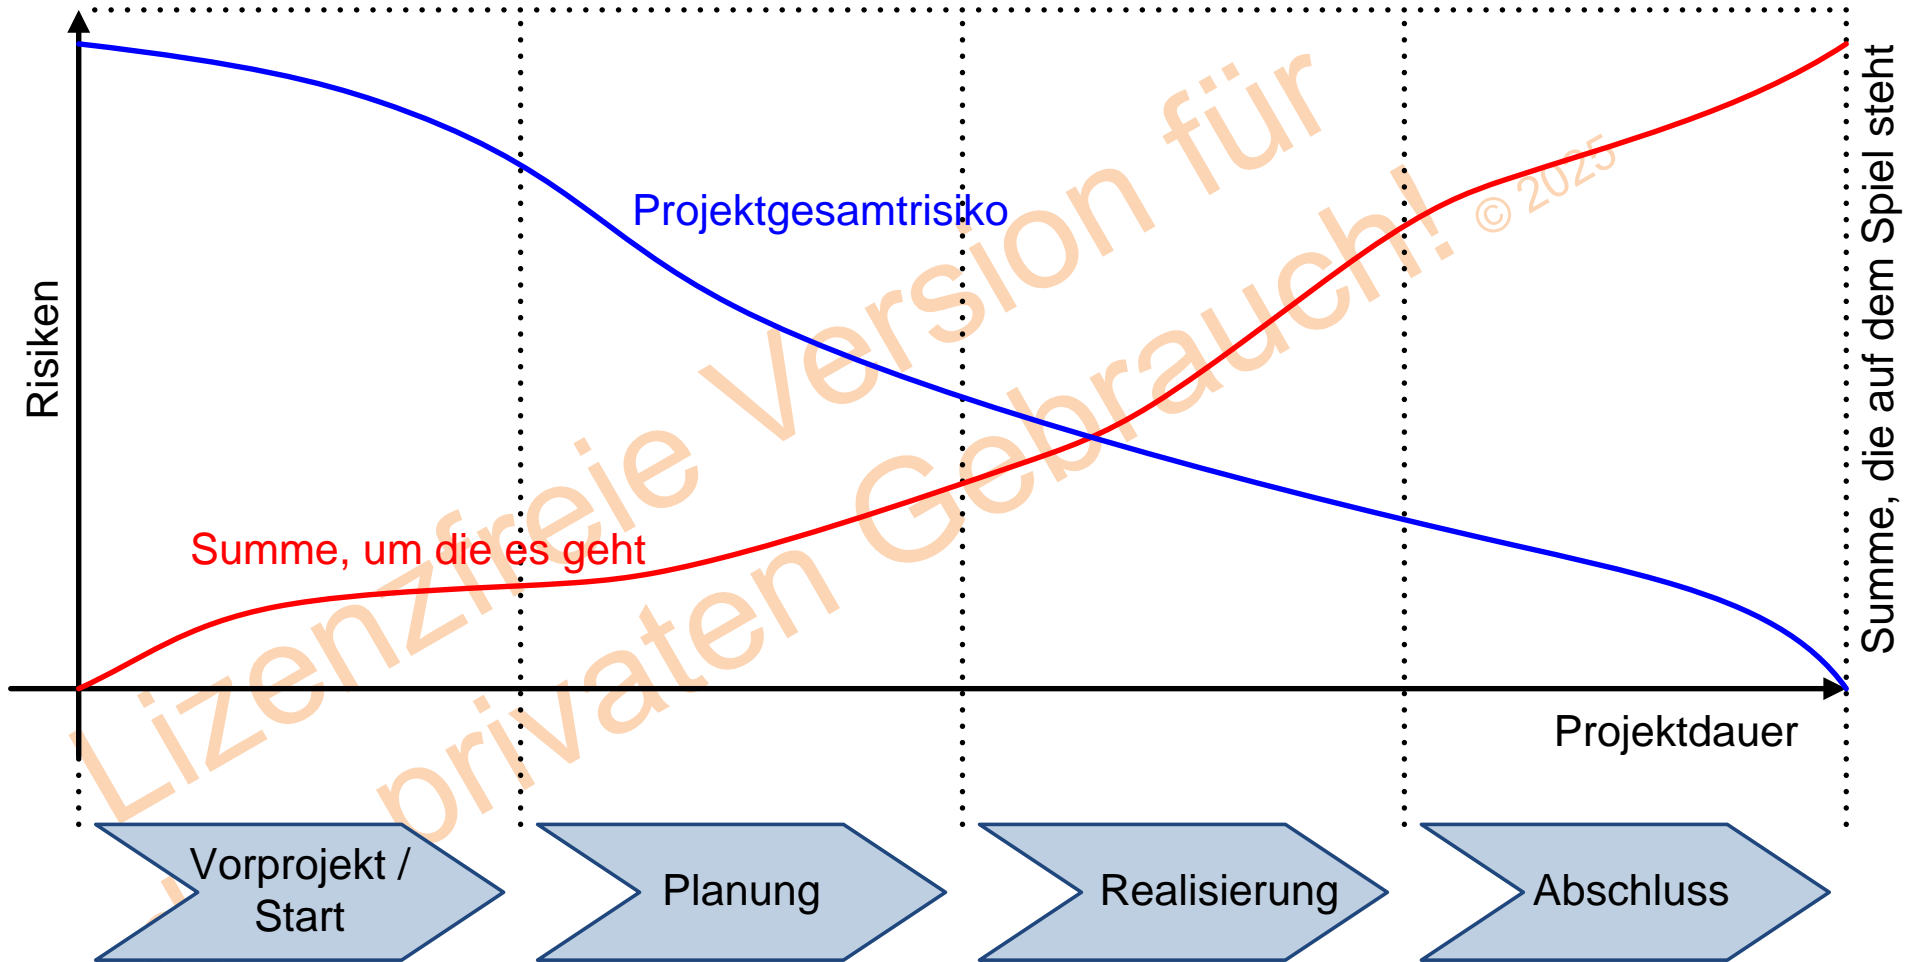 Risiken
Projektgesamtrisiko
Summe, um die es geht
Summe, die auf dem Spiel steht
Projektdauer
Vorprojekt /
Start
Planung
Realisierung
Abschluss
Lizenzfreie Version für
privaten Gebrauch! © 2025